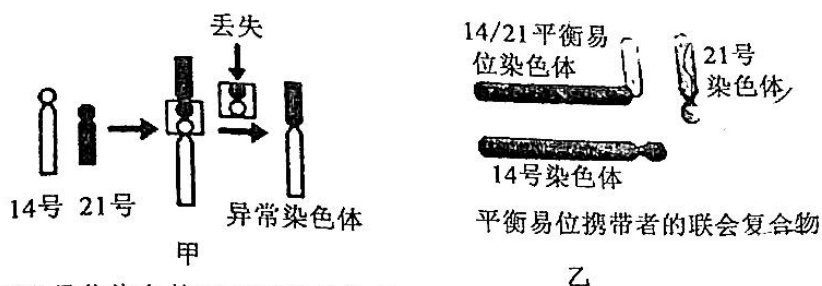 丢失
14号 21号
异常染色体
甲
14/21平衡易
位染色体
21号
染色体
14号染色体
平衡易位携带者的联会复合物
乙